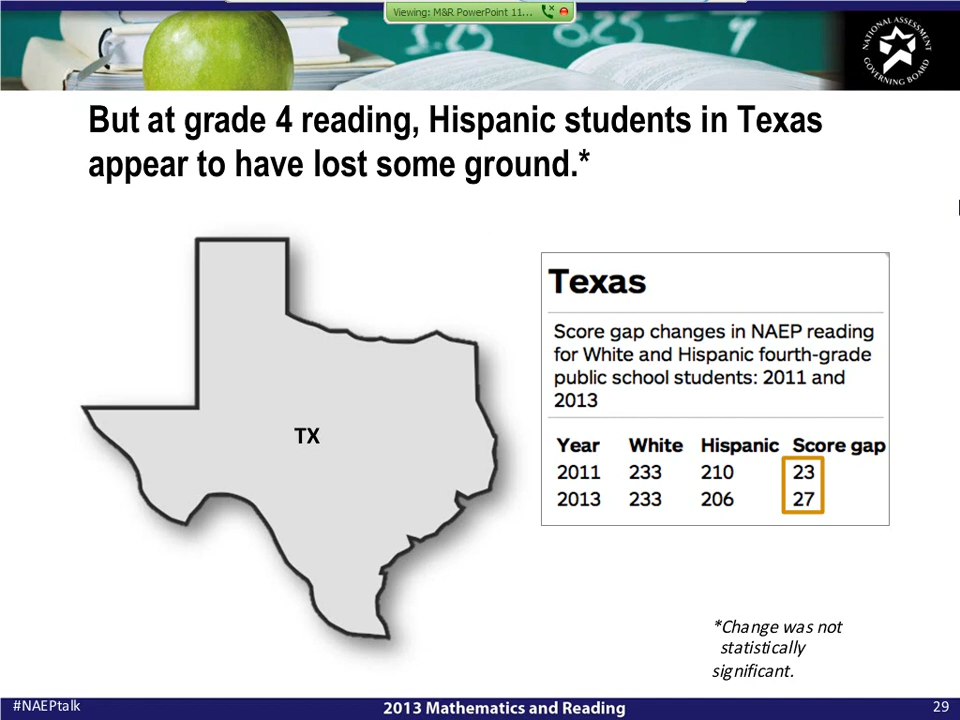 Viewing: M&R PowerPoint 11...
NATIONAL ASSESSMENT
GOVERNING BOARD
But at grade 4 reading, Hispanic students in Texas
appear to have lost some ground.*
TX
Texas
Score gap changes in NAEP reading
for White and Hispanic fourth-grade
public school students: 2011 and
2013
Year White Hispanic Score gap
2011 233 210 23
2013 233 206 27
*Change was not
statistically
significant.
#NAEPtalk
2013 Mathematics and Reading
29